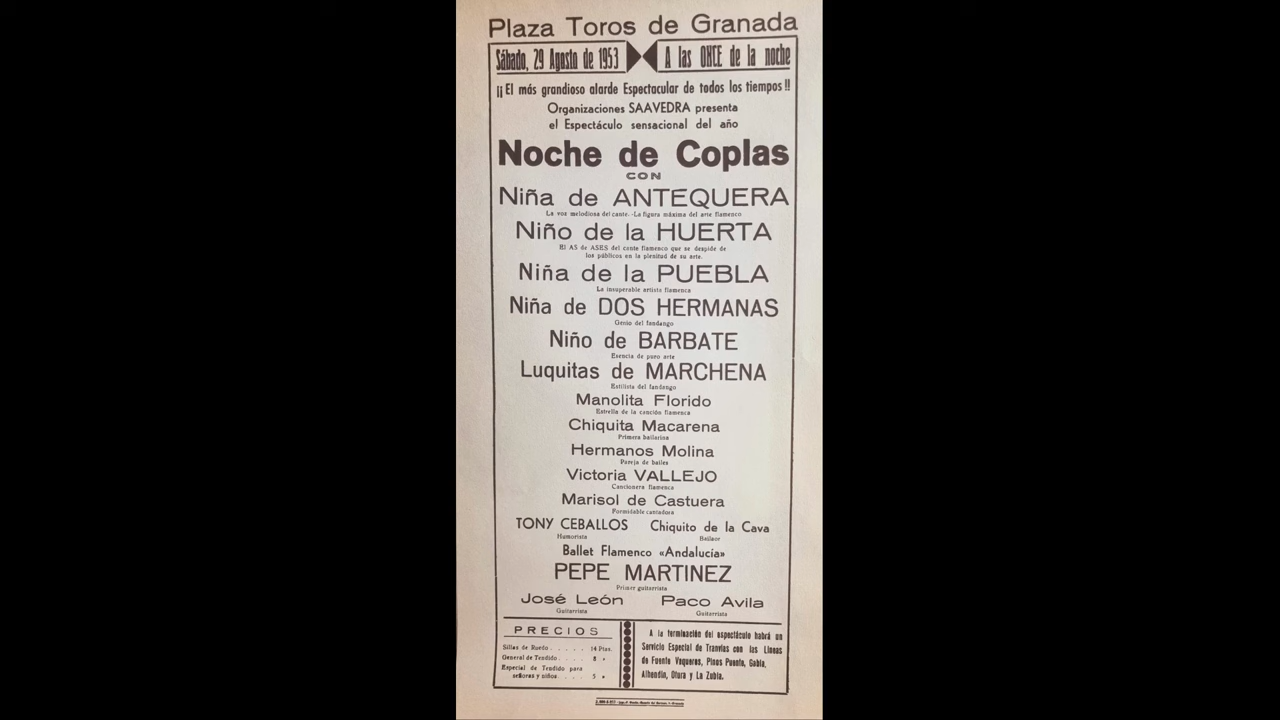 Plaza Toros de Granada
Sábado, 29 Agosto de 1953
A las ONCE de la noche
¡¡El más grandioso alarde Espectacular de todos los tiempos!!
Organizaciones SAAVEDRA presenta
el Espectáculo sensacional del año
Noche de Coplas
CON
Niña de ANTEQUERA
La voz melodiosa del cante.-La figura máxima del arte flamenco
Niño de la HUERTA
El AS de ASES del cante flamenco que se despide de
los públicos en la plenitud de su arte.
Niña de la PUEBLA
La insuperable artista flamenca
Niña de DOS HERMANAS
Genio del fandango
Niño de BARBATE
Esencia de puro arte
Luquitas de MARCHENA
Estilista del fandango
Manolita Florido
Estrella de la canción flamenca
Chiquita Macarena
Primera bailarina
Hermanos Molina
Pareja de bailes
Victoria VALLEJO
Cancionera flamenca
Marisol de Castuera
Formidable cantadora
TONY CEBALLOS
Humorista
Chiquito de la Cava
Bailaor
Ballet Flamenco «Andalucía»
PEPE MARTINEZ
Primer guitarrista
José León
Guitarrista
Paco Avila
Guitarrista
PRECIOS
Sillas de Ruedo . . . . . 14 Ptas.
General de Tendido . . . . 8 »
Especial de Tendido para
señoras y niños . . . . 5 »
A la terminación del espectáculo habrá un
Servicio Especial de Tranvías con las Líneas
de Fuente Vaqueros, Pinos Puente, Gabia,
Alhendin, Otura y La Zubia.